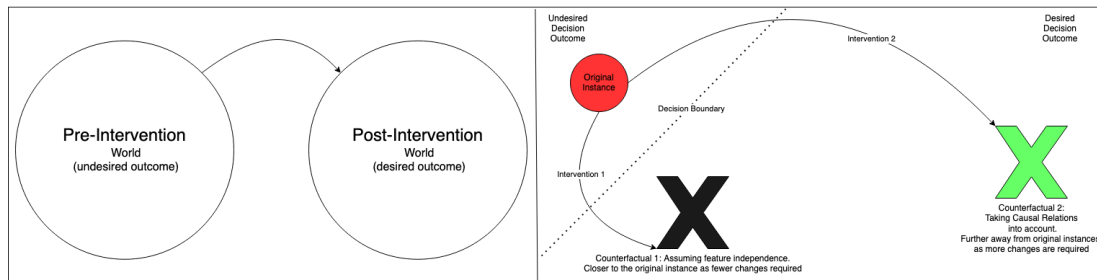 Pre-Intervention
World
(undesired outcome)
Post-Intervention
World
(desired outcome)
Undesired
Decision
Outcome
Desired
Decision
Outcome
Intervention 2
Original
Instance
Decision Boundary
Intervention 1
Counterfactual 1: Assuming feature independence.
Closer to the original instance as fewer changes required
Counterfactual 2:
Taking Causal Relations
into account.
Further away from original instances
as more changes are required